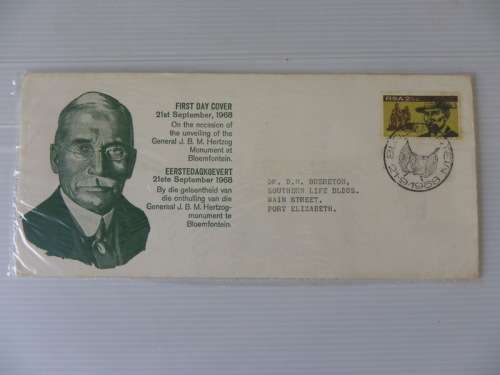 FIRST DAY COVER
21st September, 1968
On the occasion of
the unveiling of the
General J. B. M. Hertzog
Monument at
Bloemfontein.
EERSTEDAGKOEVERT
21ste September 1968
By die geleentheid van
die onthulling van die
Generaal J. B. M. Hertzog-
monument te
Bloemfontein.
RSA 2½c
DR. D.H. BRERETON,
SOUTHERN LIFE BLDGS.
MAIN STREET,
PORT ELIZABETH.